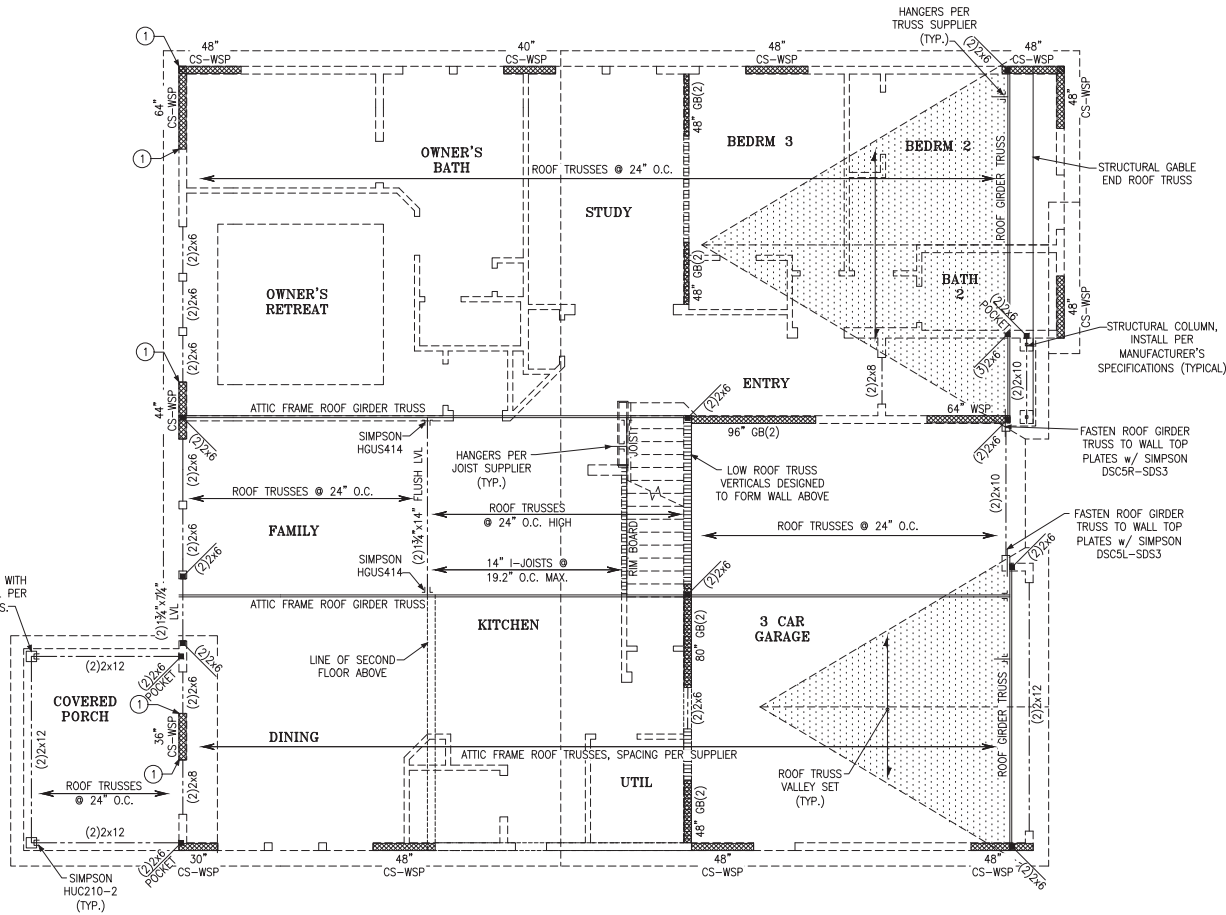 HANGERS PER
TRUSS SUPPLIER
(TYP.)
(2)2x6
1
48"
CS-WSP
40"
CS-WSP
48"
CS-WSP
48"
CS-WSP
64"
CS-WSP
48" GB(2)
48"
CS-WSP
1
BEDRM 3
BEDRM 2
OWNER'S
BATH
ROOF TRUSSES @ 24" O.C.
ROOF GIRDER TRUSS
STRUCTURAL GABLE
END ROOF TRUSS
STUDY
(2)2x6
OWNER'S
RETREAT
48" GB(2)
BATH
2
48"
CS-WSP
(2)2x6
POCKET
(2)2x6
1
(3)2x6
(2)2x10
STRUCTURAL COLUMN,
INSTALL PER
MANUFACTURER'S
SPECIFICATIONS (TYPICAL)
ENTRY
(2)2x8
44"
CS-WSP
ATTIC FRAME ROOF GIRDER TRUSS
(2)2x6
64" WSP
(2)2x6
SIMPSON
HGUS414
HANGERS PER
JOIST SUPPLIER
(TYP.)
JOIST
96" GB(2)
(2)2x6
FASTEN ROOF GIRDER
TRUSS TO WALL TOP
PLATES w/ SIMPSON
DSC5R-SDS3
(2)2x6
LOW ROOF TRUSS
VERTICALS DESIGNED
TO FORM WALL ABOVE
ROOF TRUSSES @ 24" O.C.
(2)1¾"x14" FLUSH LVL
ROOF TRUSSES
@ 24" O.C. HIGH
ROOF TRUSSES @ 24" O.C.
(2)2x10
FASTEN ROOF GIRDER
TRUSS TO WALL TOP
PLATES w/ SIMPSON
DSC5L-SDS3
FAMILY
(2)2x6
RIM BOARD
SIMPSON
HGUS414
14" I-JOISTS @
19.2" O.C. MAX.
(2)2x6
(2)2x6
(2)2x6
WITH
PER
S.
(2)1¾"x7¼"
LVL
ATTIC FRAME ROOF GIRDER TRUSS
KITCHEN
3 CAR
GARAGE
80" GB(2)
LINE OF SECOND
FLOOR ABOVE
(2)2x12
(2)2x6
POCKET
(2)2x6
(2)2x6
COVERED
PORCH
1
36"
CS-WSP
(2)2x6
ROOF GIRDER TRUSS
(2)2x12
(2)2x12
DINING
ATTIC FRAME ROOF TRUSSES, SPACING PER SUPPLIER
1
ROOF TRUSSES
@ 24" O.C.
(2)2x8
UTIL
ROOF TRUSS
VALLEY SET
(TYP.)
48" GB(2)
(2)2x12
(2)2x6
POCKET
30"
CS-WSP
48"
CS-WSP
48"
CS-WSP
48"
CS-WSP
(2)2x6
SIMPSON
HUC210-2
(TYP.)